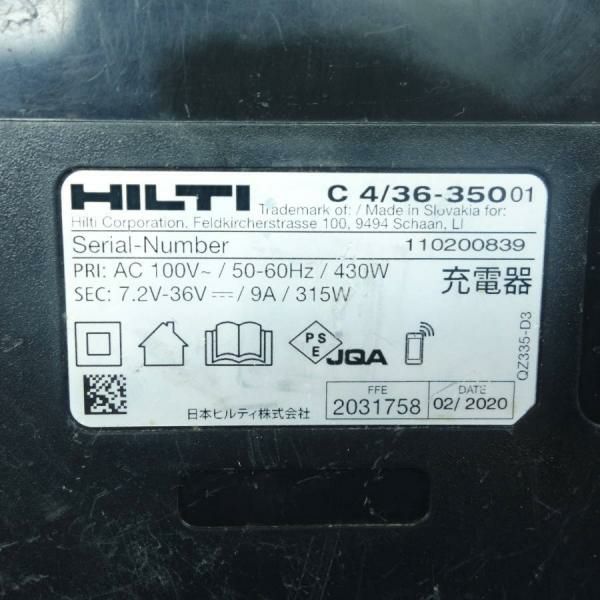 HILTI C 4/36-350 01
Trademark of: / Made in Slovakia for:
Hilti Corporation, Feldkircherstrasse 100, 9494 Schaan, LI
Serial-Number 110200839
PRI: AC 100V~ / 50-60Hz / 430W
SEC: 7.2V-36V⎓ / 9A / 315W
充電器
PS
E
JQA
QZ335-D3
日本ヒルティ株式会社
FFE
2031758
DATE
02/2020